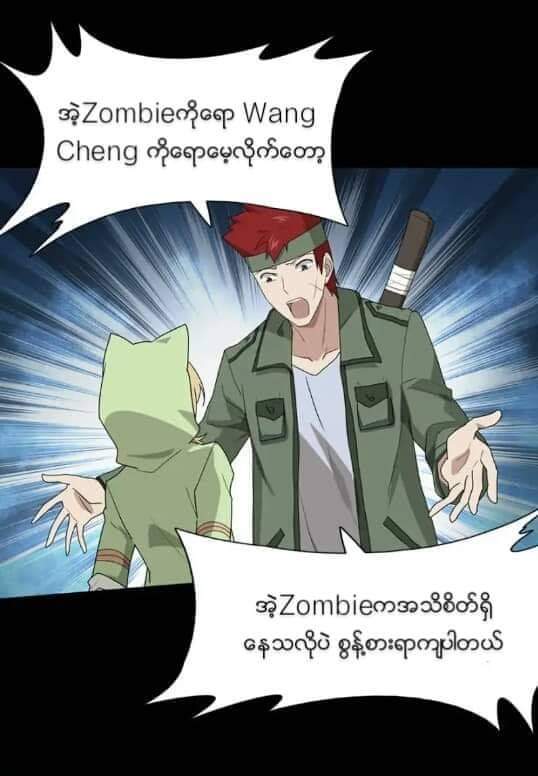 အဲ့Zombieကိုရော Wang
Cheng ကိုရောမေ့လိုက်တော့
အဲ့Zombieကအသိစိတ်ရှိ
နေသလိုပဲ စွန့်စားရာကျပါတယ်